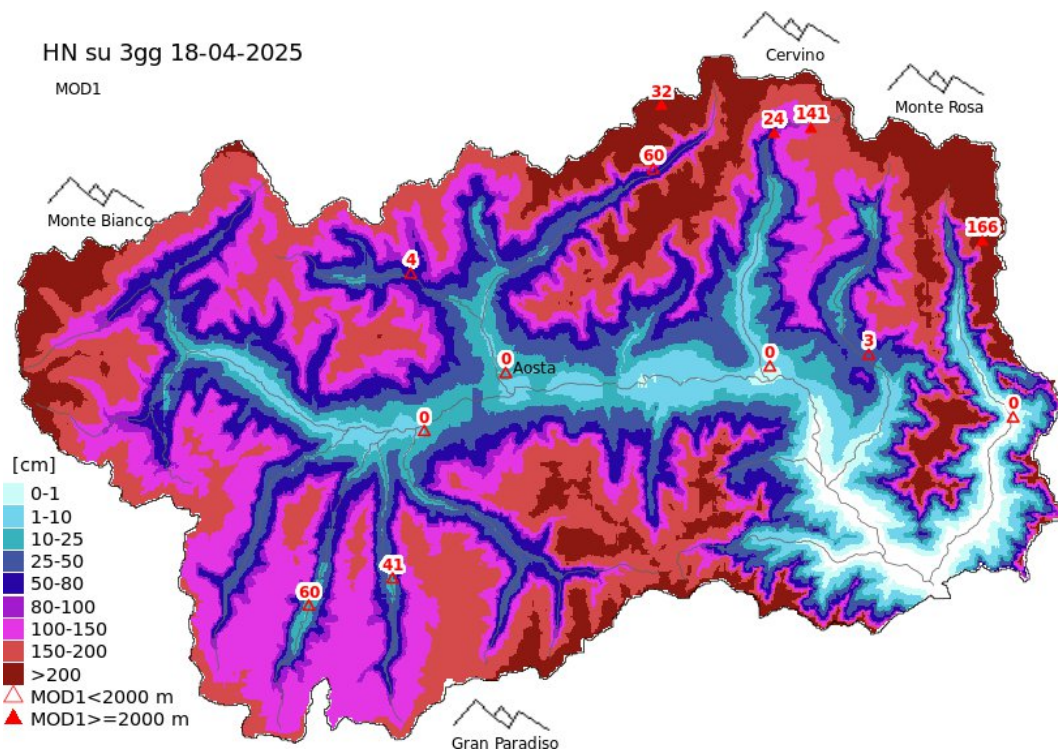 HN su 3gg 18-04-2025
MOD1
Cervino
Monte Rosa
Monte Bianco
32
24
141
60
166
4
3
0
0
Aosta
0
0
[cm]
0-1
1-10
10-25
25-50
50-80
80-100
100-150
150-200
>200
41
60
MOD1<2000 m
MOD1>=2000 m
Gran Paradiso